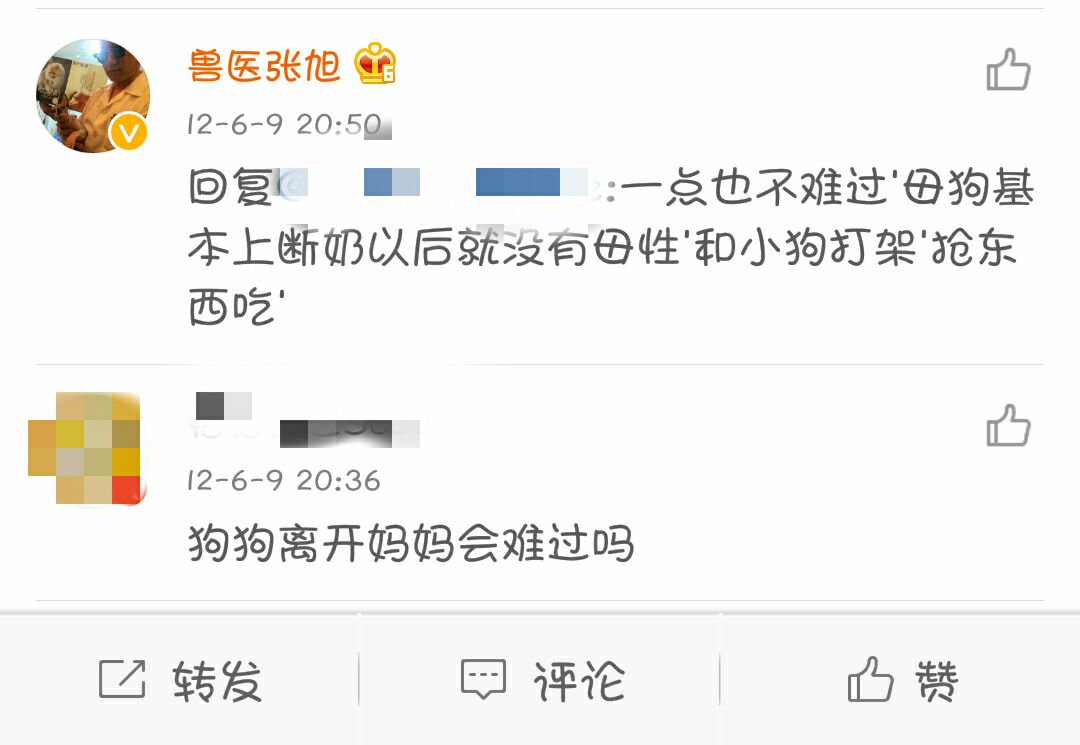 兽医张旭
12-6-9 20:50
回复@ :一点也不难过'母狗基
本上断奶以后就没有母性'和小狗打架'抢东
西吃'
12-6-9 20:36
狗狗离开妈妈会难过吗
转发 评论 赞